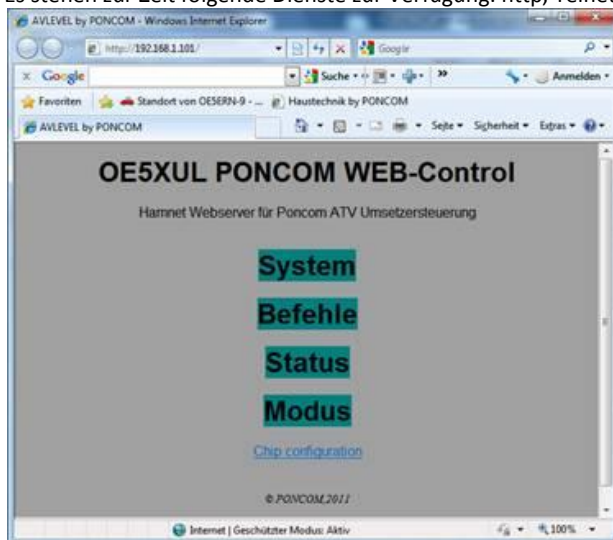 Es stehen zur Zeit folgende Dienste zur Verfügung: http, Telnet
AVLEVEL by PONCOM - Windows Internet Explorer
http://192.168.1.101/
Google
Google
Suche
Anmelden
Favoriten
Standort von OE5ERN-9 - ...
Haustechnik by PONCOM
AVLEVEL by PONCOM
Seite
Sicherheit
Extras
OE5XUL PONCOM WEB-Control
Hamnet Webserver für Poncom ATV Umsetzersteuerung
System
Befehle
Status
Modus
Chip configuration
© PONCOM,2011
Internet | Geschützter Modus: Aktiv
100%